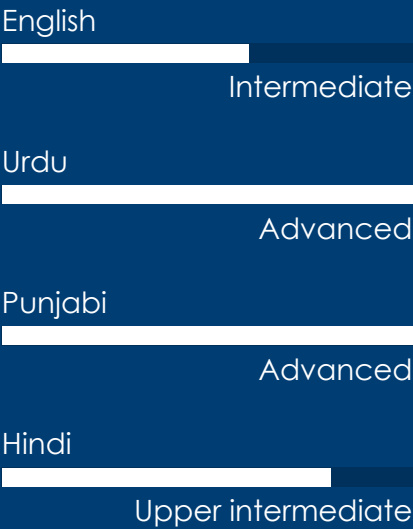 English
Intermediate
Urdu
Advanced
Punjabi
Advanced
Hindi
Upper intermediate